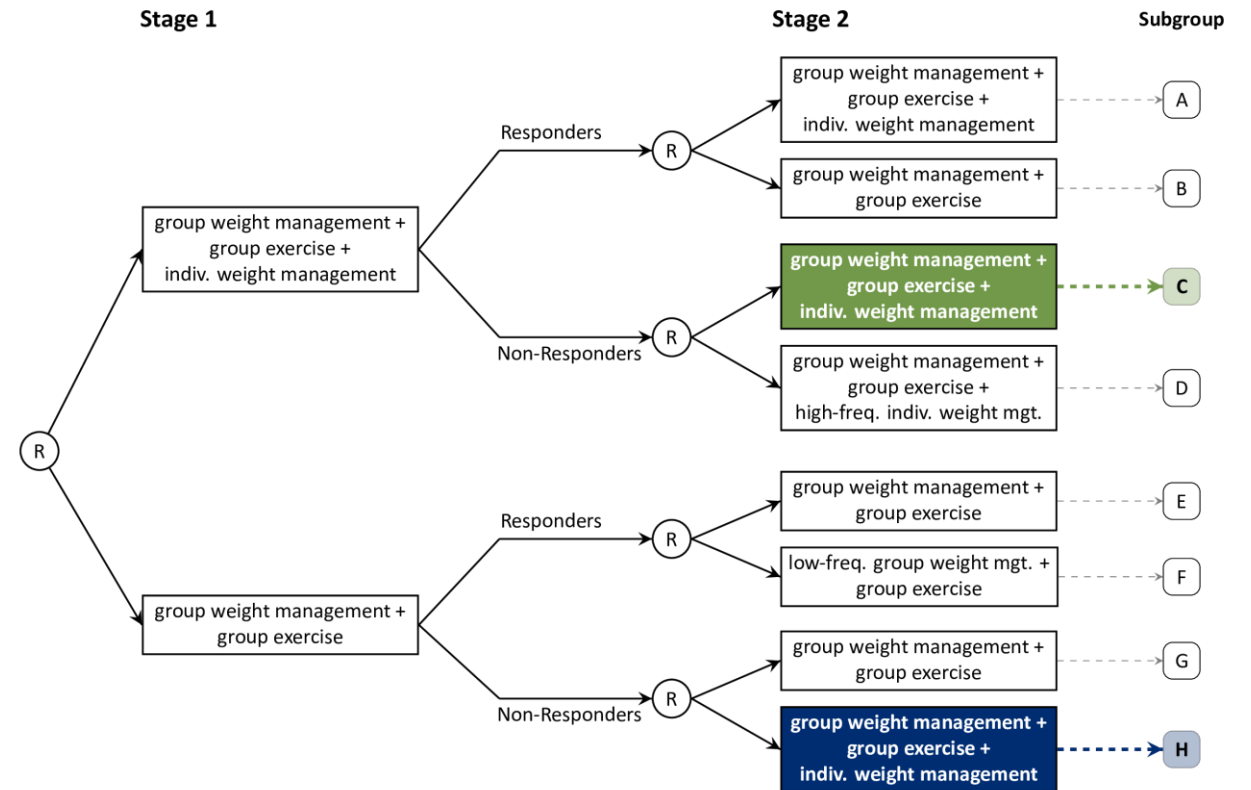 Stage 1
Stage 2
Subgroup
group weight management +
group exercise +
indiv. weight management
A
Responders
R
group weight management +
group exercise
B
group weight management +
group exercise +
indiv. weight management
group weight management +
group exercise +
indiv. weight management
C
Non-Responders
R
group weight management +
group exercise +
high-freq. indiv. weight mgt.
D
R
group weight management +
group exercise
E
Responders
R
low-freq. group weight mgt. +
group exercise
F
group weight management +
group exercise
group weight management +
group exercise
G
Non-Responders
R
group weight management +
group exercise +
indiv. weight management
H